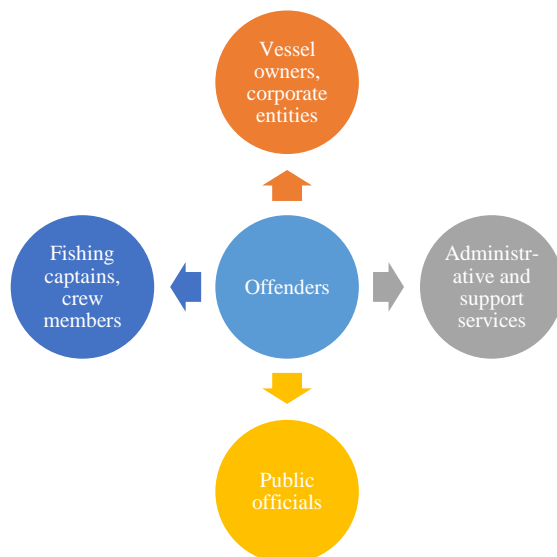 Vessel
owners,
corporate
entities
Fishing
captains,
crew
members
Offenders
Administr-
ative and
support
services
Public
officials